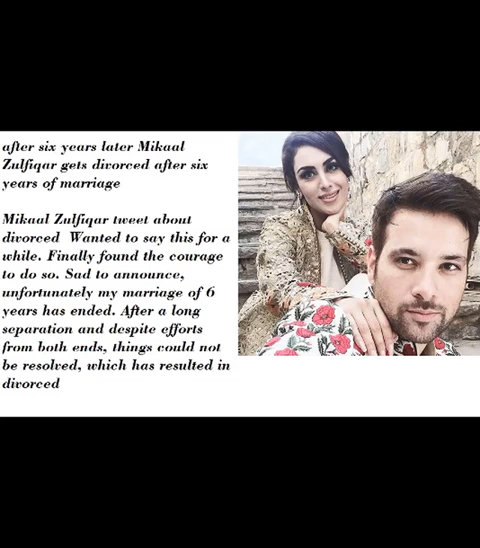 after six years later Mikaal
Zulfiqar gets divorced after six
years of marriage
Mikaal Zulfiqar tweet about
divorced Wanted to say this for a
while. Finally found the courage
to do so. Sad to announce,
unfortunately my marriage of 6
years has ended. After a long
separation and despite efforts
from both ends, things could not
be resolved, which has resulted in
divorced